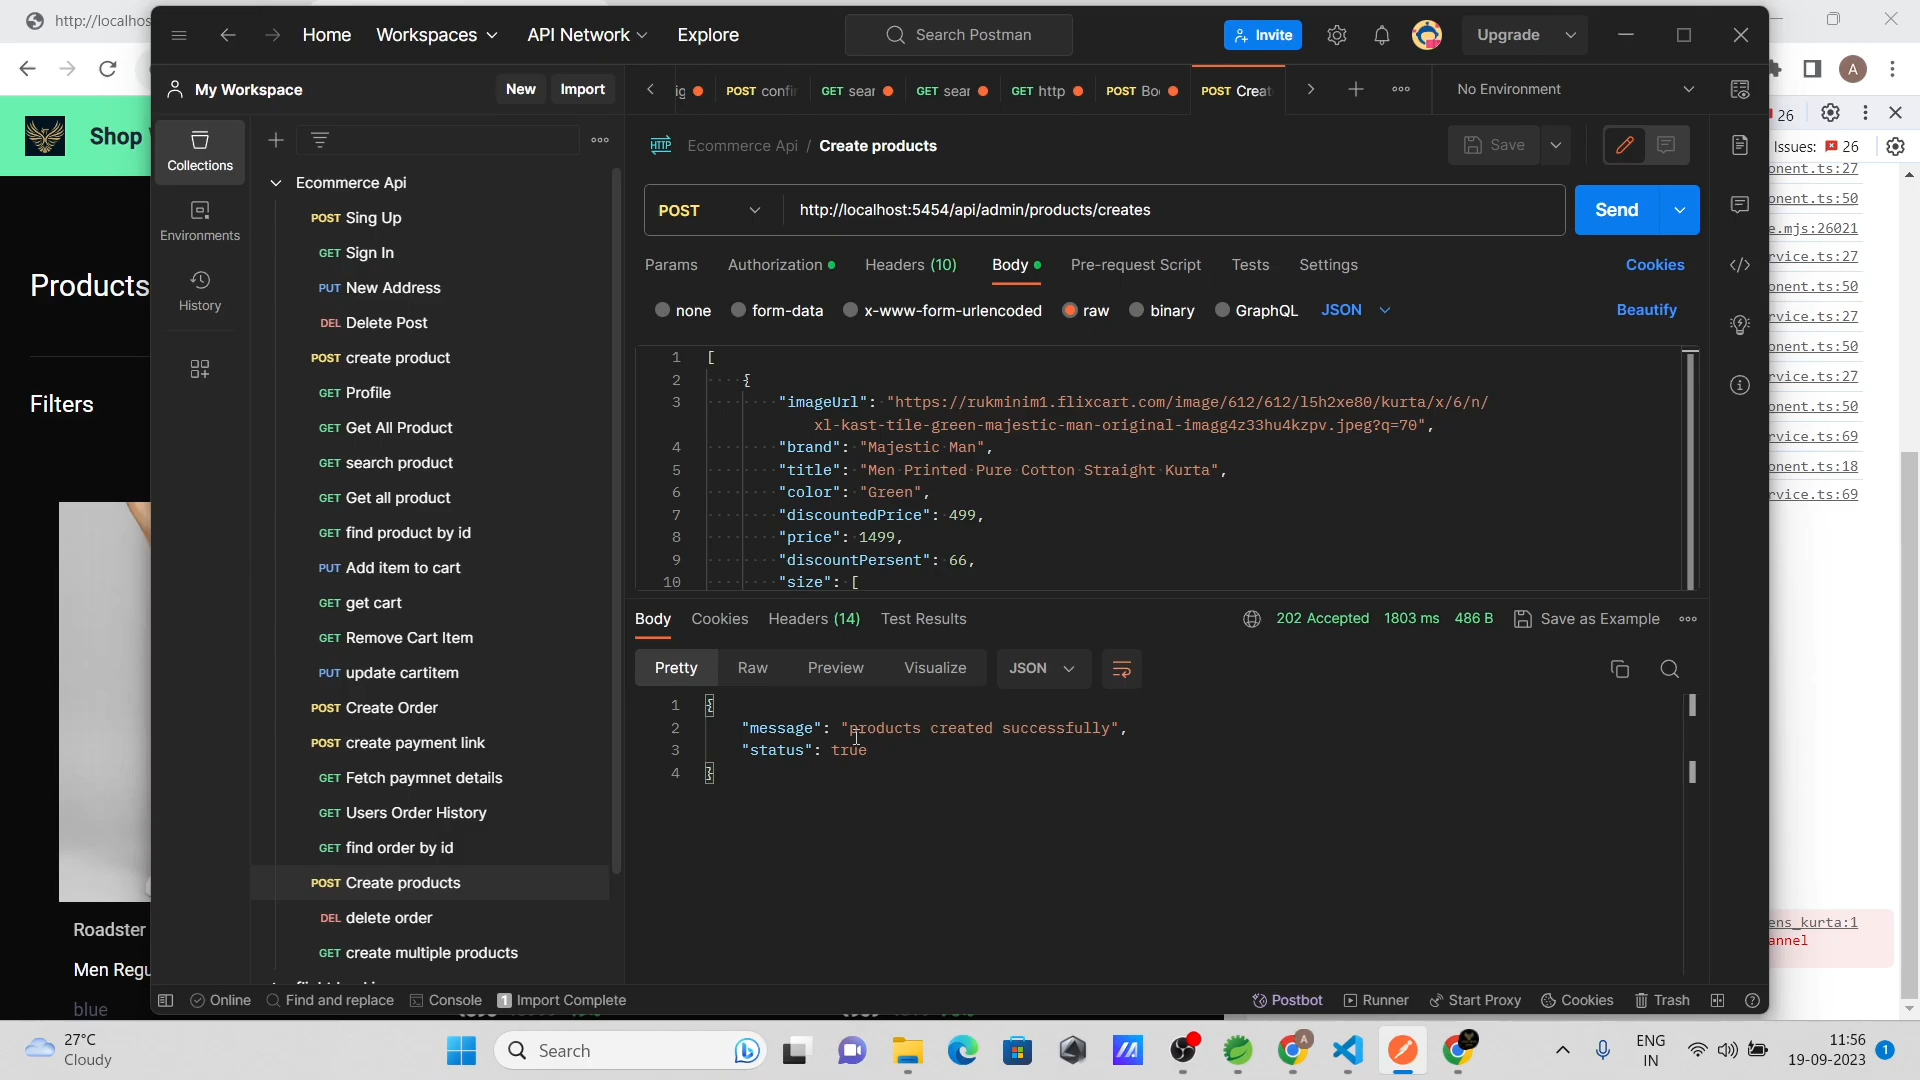 http://localhos
Home
Workspaces
API Network
Explore
Search Postman
Invite
Upgrade
My Workspace
New
Import
POST confi
GET sear
GET sear
GET http
POST Bo
POST Creat
No Environment
Shop
Collections
Environments
History
Ecommerce Api
POST Sing Up
GET Sign In
PUT New Address
DEL Delete Post
POST create product
GET Profile
GET Get All Product
GET search product
GET Get all product
GET find product by id
PUT Add item to cart
GET get cart
GET Remove Cart Item
PUT update cartitem
POST Create Order
POST create payment link
GET Fetch paymnet details
GET Users Order History
GET find order by id
POST Create products
DEL delete order
GET create multiple products
Ecommerce Api / Create products
Save
POST http://localhost:5454/api/admin/products/creates
Send
Params Authorization Headers (10) Body Pre-request Script Tests Settings Cookies
none form-data x-www-form-urlencoded raw binary GraphQL JSON Beautify
1 [
2 {
3 "imageUrl": "https://rukminim1.flixcart.com/image/612/612/l5h2xe80/kurta/x/6/n/
xl-kast-tile-green-majestic-man-original-imagg4z33hu4kzpv.jpeg?q=70",
4 "brand": "Majestic Man",
5 "title": "Men Printed Pure Cotton Straight Kurta",
6 "color": "Green",
7 "discountedPrice": 499,
8 "price": 1499,
9 "discountPersent": 66,
10 "size": [
Body Cookies Headers (14) Test Results
202 Accepted 1803 ms 486 B Save as Example
Pretty Raw Preview Visualize JSON
1 {
2 "message": "products created successfully",
3 "status": true
4 }
Online Find and replace Console 1 Import Complete
Postbot Runner Start Proxy Cookies Trash
Products
Filters
Roadster
Men Regu
blue
A
26
Issues: 26
onent.ts:27
onent.ts:50
e.mjs:26021
rvice.ts:27
onent.ts:50
rvice.ts:27
onent.ts:50
rvice.ts:27
onent.ts:50
rvice.ts:69
onent.ts:18
rvice.ts:69
ens_kurta:1
annel
27°C
Cloudy
Search
A
ENG
IN
11:56
19-09-2023
1